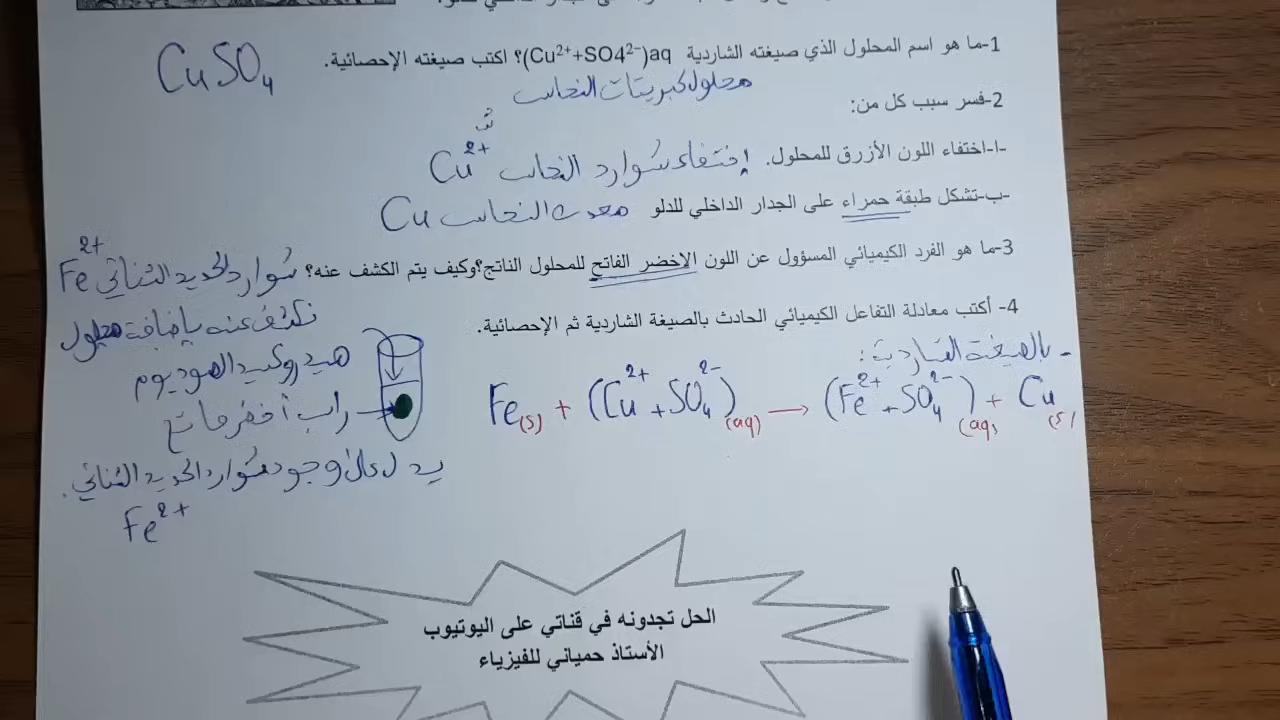 1-ما هو اسم المحلول الذي صيغته الشاردية (Cu²⁺+SO4²⁻)aq؟ اكتب صيغته الإحصائية.
CuSO₄
محلول كبريتات النحاس
2-فسر سبب كل من:
-ا-اختفاء اللون الأزرق للمحلول. إختفاء شوارد النحاس Cu²⁺
-ب-تشكل طبقة حمراء على الجدار الداخلي للدلو معدن النحاس Cu
3-ما هو الفرد الكيميائي المسؤول عن اللون الاخضر الفاتح للمحلول الناتج؟وكيف يتم الكشف عنه؟ شوارد الحديد الثنائي Fe²⁺
نكشف عنه بإضافة محلول
هيدروكسيد الصوديوم
راسب أخضر فاتح
يدل على وجود شوارد الحديد الثنائي.
Fe²⁺
4- أكتب معادلة التفاعل الكيميائي الحادث بالصيغة الشاردية ثم الإحصائية.
- بالصيغة الشاردية:
Fe(s) + (Cu²⁺+SO₄²⁻)(aq) → (Fe²⁺+SO₄²⁻)(aq) + Cu(s)
الحل تجدونه في قناتي على اليوتيوب
الأستاذ حمياني للفيزياء